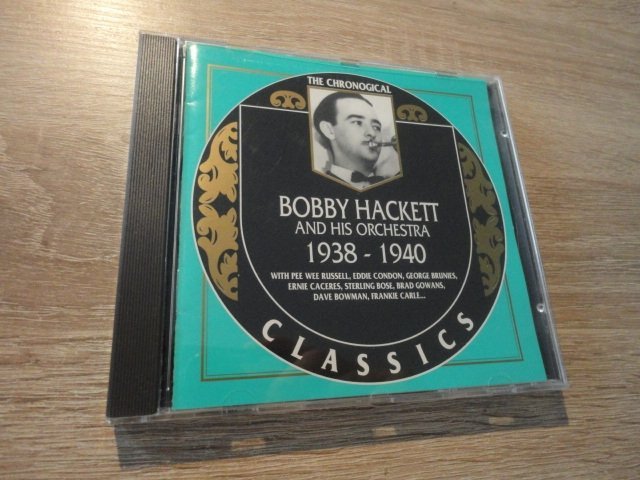 THE CHRONOGICAL
BOBBY HACKETT
AND HIS ORCHESTRA
1938 - 1940
WITH PEE WEE RUSSELL, EDDIE CONDON, GEORGE BRUNIES,
ERNIE CACERES, STERLING BOSE, BRAD GOWANS,
DAVE BOWMAN, FRANKIE CARLE...
CLASSICS